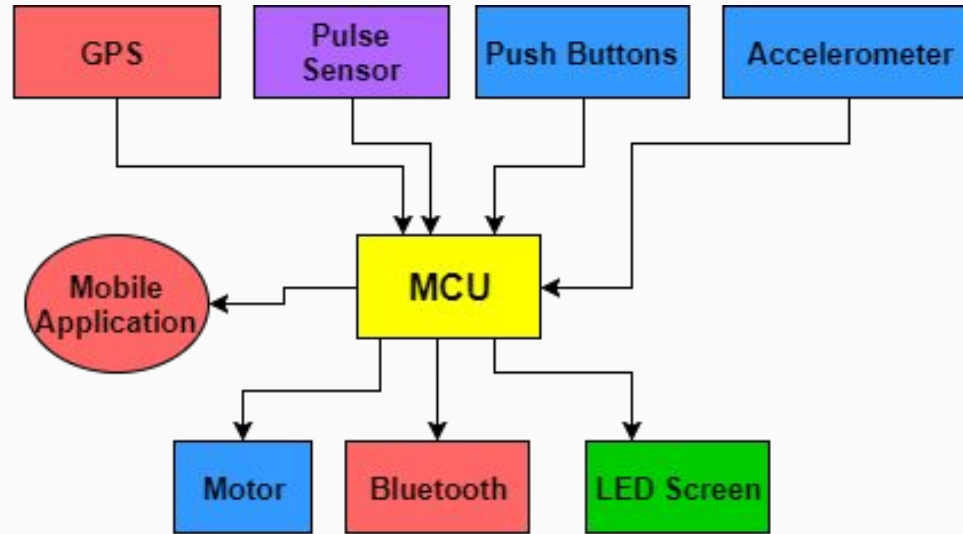 GPS
Pulse
Sensor
Push Buttons
Accelerometer
MCU
Mobile
Application
Motor
Bluetooth
LED Screen